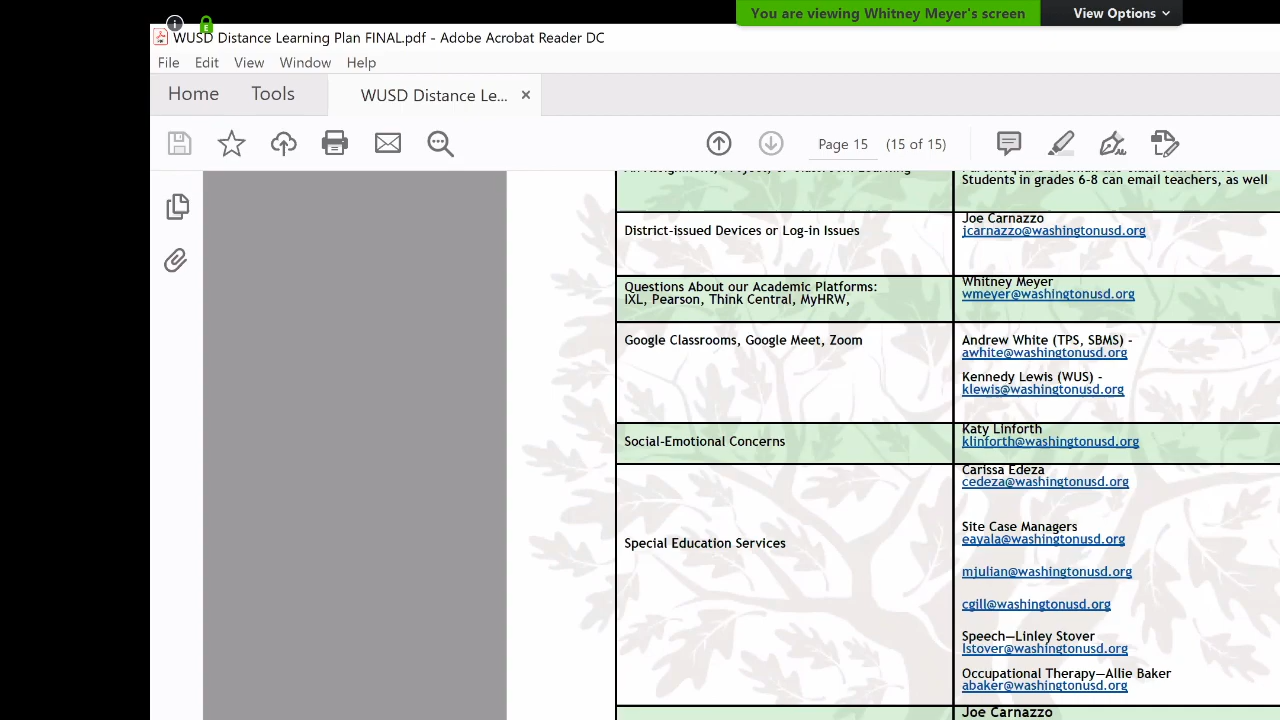 You are viewing Whitney Meyer's screen
View Options
WUSD Distance Learning Plan FINAL.pdf - Adobe Acrobat Reader DC
File Edit View Window Help
Home Tools WUSD Distance Le... ×
Page 15 (15 of 15)
An Assignment, Project, or Classroom Learning
Students in grades 6-8 can email teachers, as well
District-issued Devices or Log-in Issues
Joe Carnazzo
jcarnazzo@washingtonusd.org
Questions About our Academic Platforms:
IXL, Pearson, Think Central, MyHRW,
Whitney Meyer
wmeyer@washingtonusd.org
Google Classrooms, Google Meet, Zoom
Andrew White (TPS, SBMS) -
awhite@washingtonusd.org
Kennedy Lewis (WUS) -
klewis@washingtonusd.org
Social-Emotional Concerns
Katy Linforth
klinforth@washingtonusd.org
Special Education Services
Carissa Edeza
cedeza@washingtonusd.org
Site Case Managers
eayala@washingtonusd.org
mjulian@washingtonusd.org
cgill@washingtonusd.org
Speech—Linley Stover
lstover@washingtonusd.org
Occupational Therapy—Allie Baker
abaker@washingtonusd.org
Joe Carnazzo